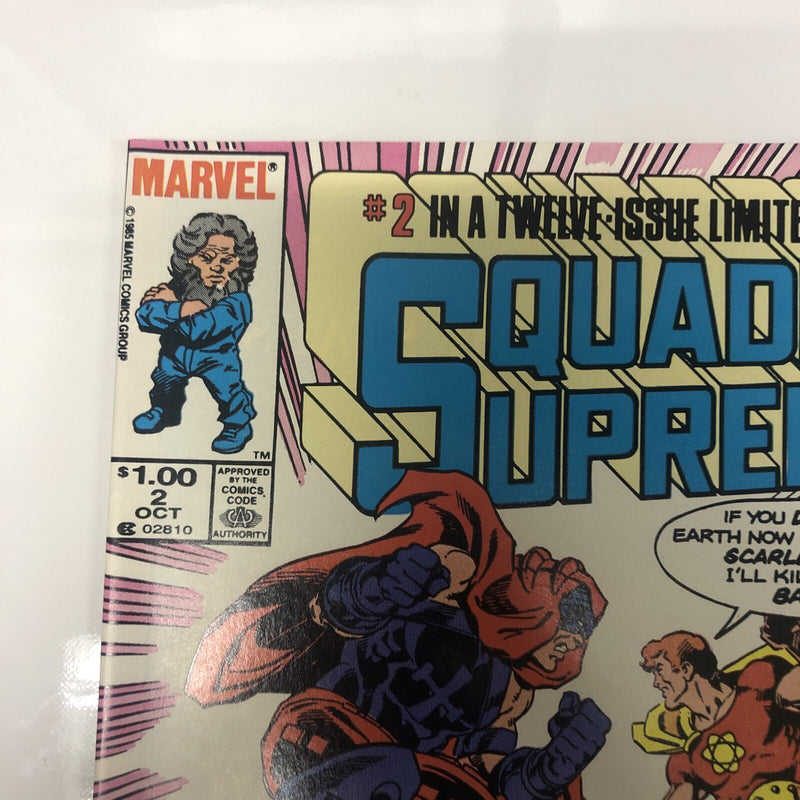 MARVEL®
© 1985 MARVEL COMICS GROUP
TM
$1.00
2
OCT
02810
APPROVED
BY THE
COMICS
CODE
AUTHORITY
#2 IN A TWELVE-ISSUE LIMITE
SQUAD
SUPRE
IF YOU
EARTH NOW
SCARL
I'LL KI
BA